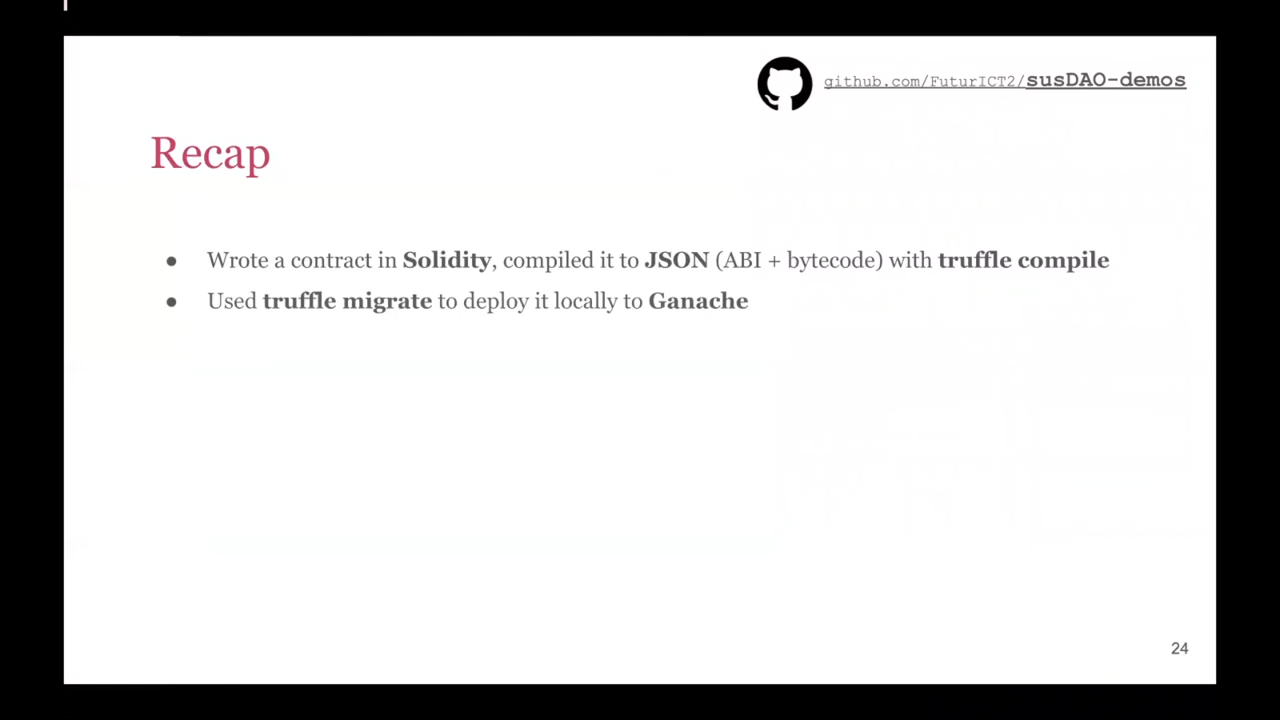 github.com/FuturICT2/susDAO-demos
Recap
● Wrote a contract in Solidity, compiled it to JSON (ABI + bytecode) with truffle compile
● Used truffle migrate to deploy it locally to Ganache
24